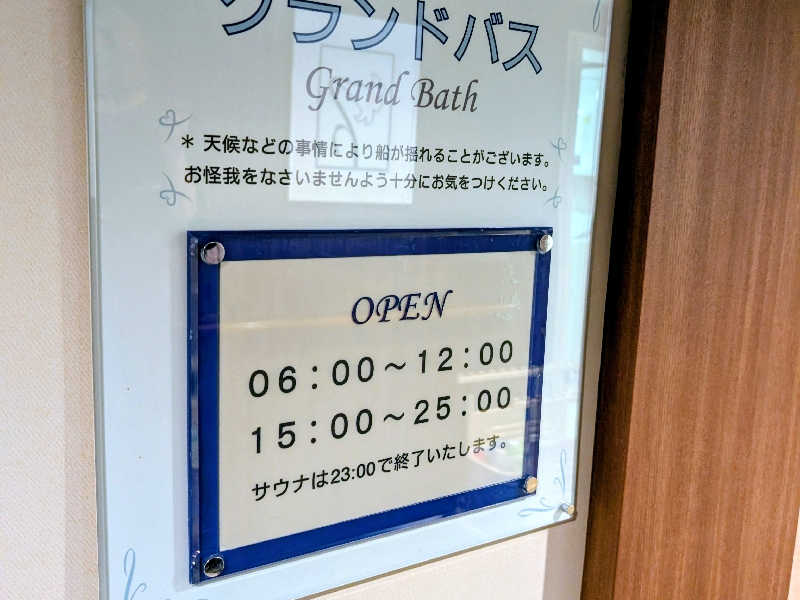 グランドバス
Grand Bath
＊ 天候などの事情により船が揺れることがございます。
お怪我をなさいませんよう十分にお気をつけください。
OPEN
06：00〜12：00
15：00〜25：00
サウナは23:00で終了いたします。